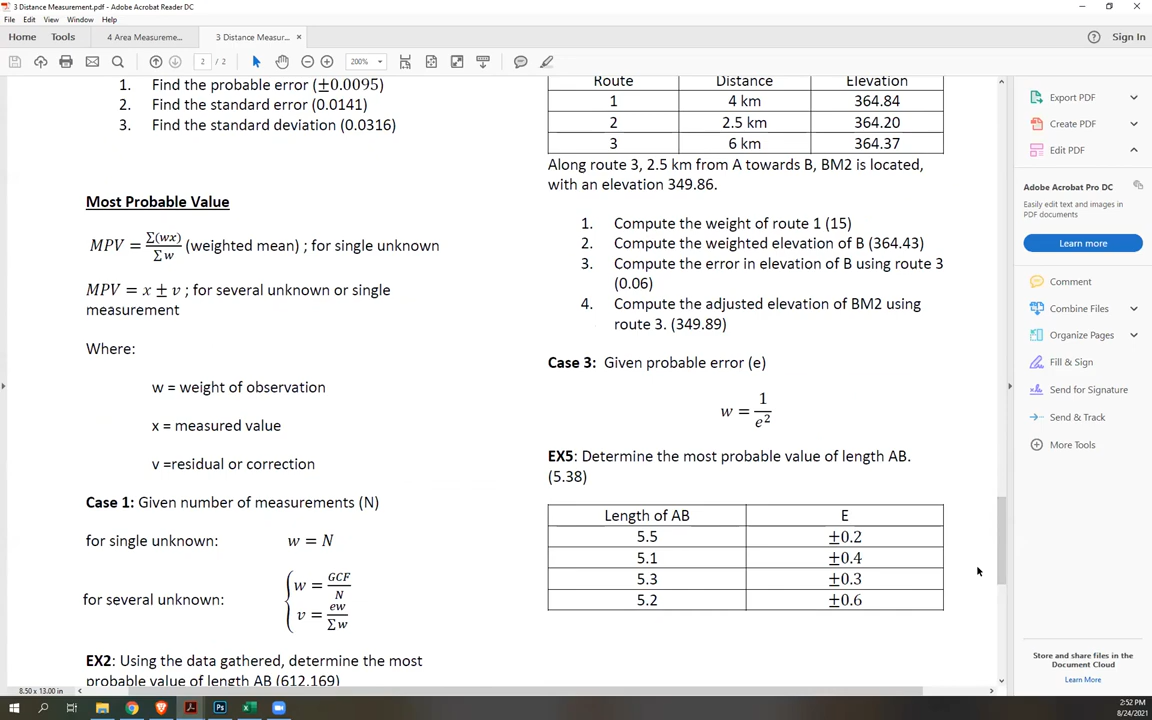 3 Distance Measurement.pdf - Adobe Acrobat Reader DC
File Edit View Window Help
Home Tools 4 Area Measureme... 3 Distance Measur... × Sign In
2 / 2 200%
1. Find the probable error (±0.0095)
2. Find the standard error (0.0141)
3. Find the standard deviation (0.0316)
Most Probable Value
MPV = Σ(wx)/Σw (weighted mean) ; for single unknown
MPV = x ± v ; for several unknown or single
measurement
Where:
w = weight of observation
x = measured value
v =residual or correction
Case 1: Given number of measurements (N)
for single unknown: w = N
for several unknown: { w = GCF/N
v = ew/Σw
EX2: Using the data gathered, determine the most
probable value of length AB (612.169)
Route Distance Elevation
1 4 km 364.84
2 2.5 km 364.20
3 6 km 364.37
Along route 3, 2.5 km from A towards B, BM2 is located,
with an elevation 349.86.
1. Compute the weight of route 1 (15)
2. Compute the weighted elevation of B (364.43)
3. Compute the error in elevation of B using route 3
(0.06)
4. Compute the adjusted elevation of BM2 using
route 3. (349.89)
Case 3: Given probable error (e)
w = 1/e²
EX5: Determine the most probable value of length AB.
(5.38)
Length of AB E
5.5 ±0.2
5.1 ±0.4
5.3 ±0.3
5.2 ±0.6
Export PDF
Create PDF
Edit PDF
Adobe Acrobat Pro DC
Easily edit text and images in
PDF documents
Learn more
Comment
Combine Files
Organize Pages
Fill & Sign
Send for Signature
Send & Track
More Tools
Store and share files in the
Document Cloud
Learn More
8.50 x 13.00 in
2:52 PM
8/24/2021